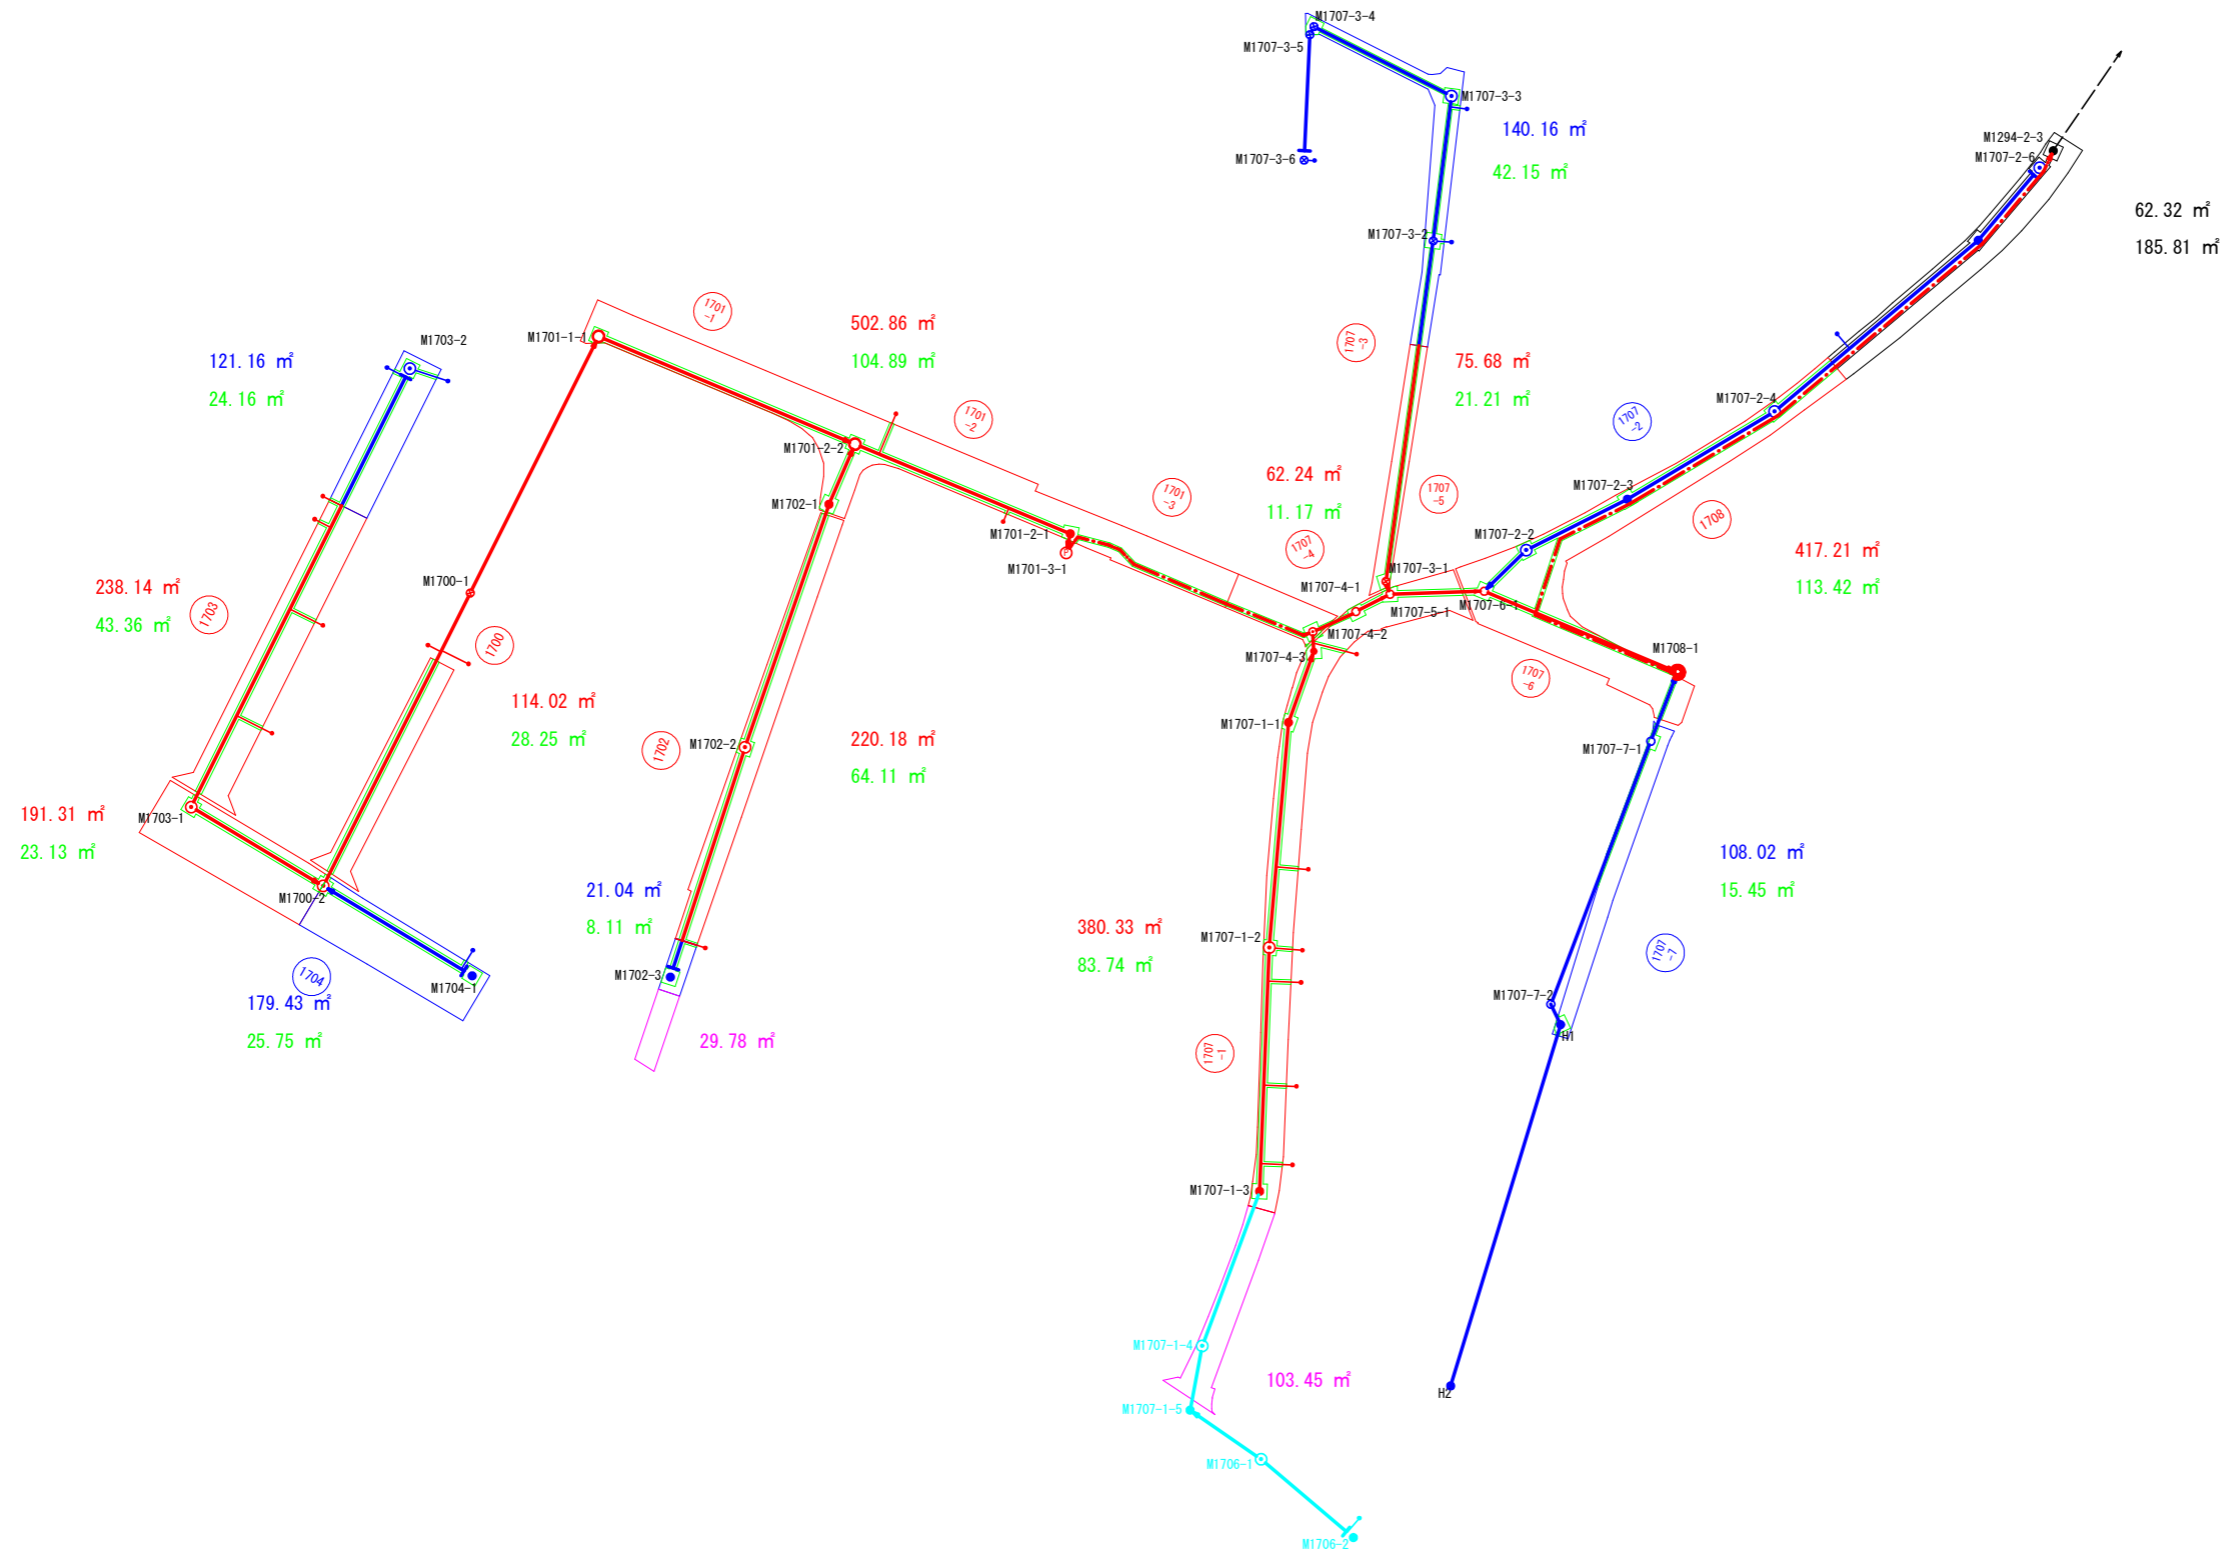 M1707-3-4
M1707-3-5
M1707-3-3
140.16 ㎡
42.15 ㎡
M1707-3-6
M1294-2-3
M1707-2-6
62.32 ㎡
185.81 ㎡
M1707-3-2
1701
-1
502.86 ㎡
104.89 ㎡
M1701-1-1
M1703-2
121.16 ㎡
24.16 ㎡
1707
-3
75.68 ㎡
21.21 ㎡
M1707-2-4
1707
-2
1701
-2
M1701-2-2
62.24 ㎡
11.17 ㎡
1701
-3
1707
-5
M1707-2-3
1708
M1702-1
M1701-2-1
M1701-3-1
1707
-4
M1707-2-2
417.21 ㎡
113.42 ㎡
M1707-3-1
M1707-4-1
M1707-5-1
M1707-6-1
M1700-1
238.14 ㎡
43.36 ㎡
1703
1700
M1707-4-2
M1707-4-3
M1708-1
1707
-6
114.02 ㎡
28.25 ㎡
1702
M1702-2
220.18 ㎡
64.11 ㎡
M1707-1-1
M1707-7-1
191.31 ㎡
23.13 ㎡
M1703-1
M1700-2
21.04 ㎡
8.11 ㎡
108.02 ㎡
15.45 ㎡
380.33 ㎡
83.74 ㎡
M1707-1-2
1707
-7
1704
M1704-1
M1702-3
179.43 ㎡
25.75 ㎡
29.78 ㎡
M1707-7-2
H1
1707
-1
M1707-1-3
M1707-1-4
103.45 ㎡
H2
M1707-1-5
M1706-1
M1706-2